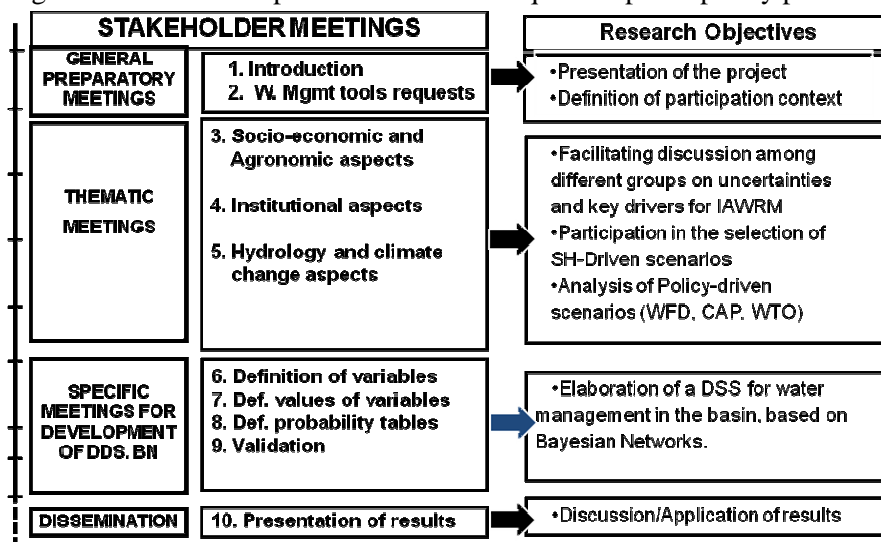 STAKEHOLDER MEETINGS
Research Objectives
GENERAL
PREPARATORY
MEETINGS
1. Introduction
2. W. Mgmt tools requests
•Presentation of the project
•Definition of participation context
THEMATIC
MEETINGS
3. Socio-economic and
Agronomic aspects
4. Institutional aspects
5. Hydrology and climate
change aspects
•Facilitating discussion among
different groups on uncertainties
and key drivers for IAWRM
•Participation in the selection of
SH-Driven scenarios
•Analysis of Policy-driven
scenarios (WFD, CAP, WTO)
SPECIFIC
MEETINGS FOR
DEVELOPMENT
OF DDS. BN
6. Definition of variables
7. Def. values of variables
8. Def. probability tables
9. Validation
•Elaboration of a DSS for water
management in the basin, based on
Bayesian Networks.
DISSEMINATION
10. Presentation of results
•Discussion/Application of results